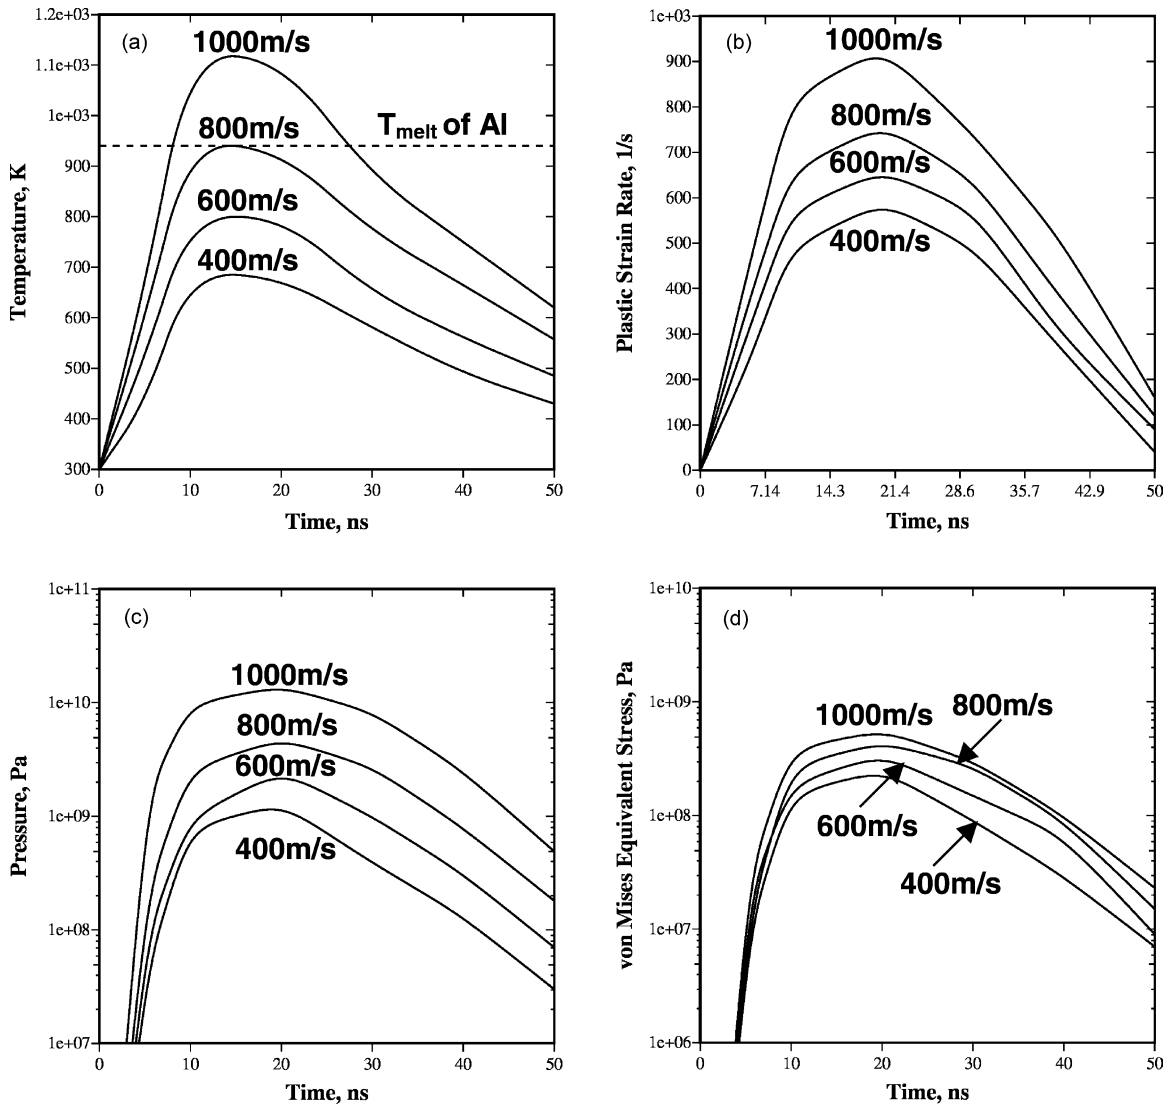 (a)
1000m/s
T_melt of Al
800m/s
600m/s
400m/s
1.2e+03
1.1e+03
1e+03
900
800
700
600
500
400
300
0
10
20
30
40
50
Temperature, K
Time, ns
(b)
1000m/s
800m/s
600m/s
400m/s
1e+03
900
800
700
600
500
400
300
200
100
0
0
7.14
14.3
21.4
28.6
35.7
42.9
50
Plastic Strain Rate, 1/s
Time, ns
(c)
1000m/s
800m/s
600m/s
400m/s
1e+11
1e+10
1e+09
1e+08
1e+07
0
10
20
30
40
50
Pressure, Pa
Time, ns
(d)
1000m/s
800m/s
600m/s
400m/s
1e+10
1e+09
1e+08
1e+07
1e+06
0
10
20
30
40
50
von Mises Equivalent Stress, Pa
Time, ns